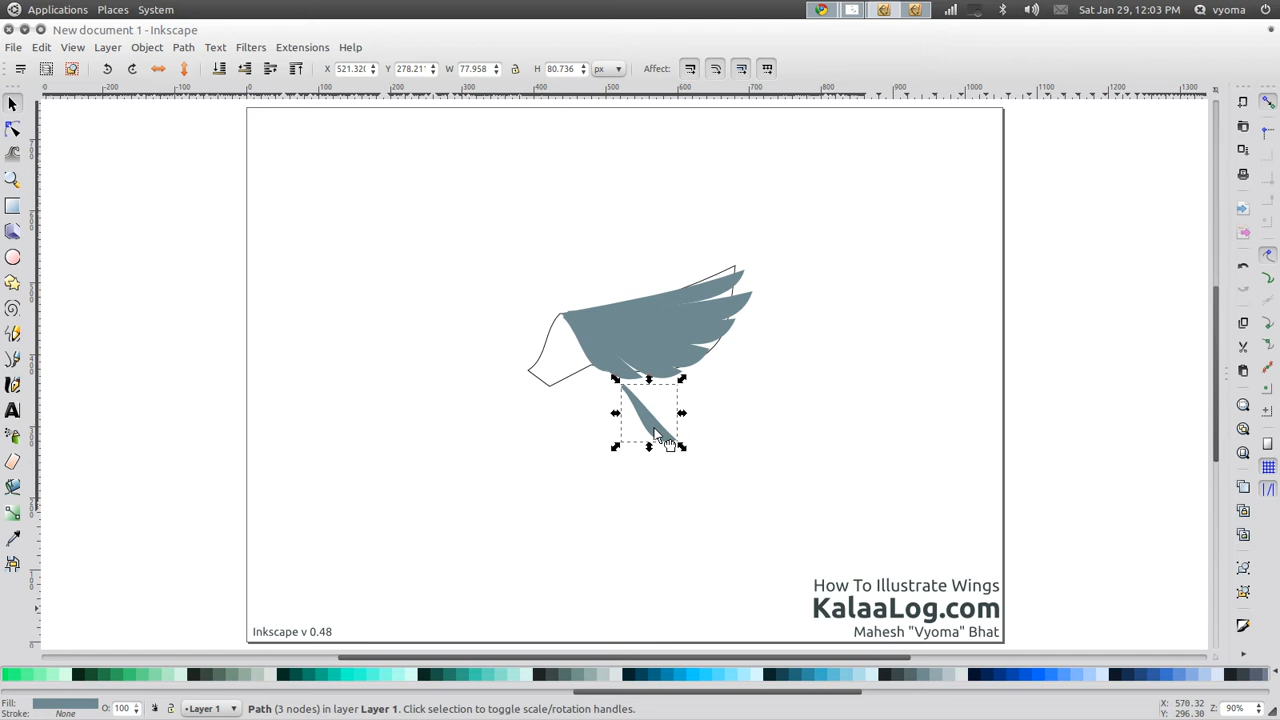 Applications Places System
Sat Jan 29, 12:03 PM vyoma
New document 1 - Inkscape
File Edit View Layer Object Path Text Filters Extensions Help
X 521.320 Y 278.21 W 77.958 H 80.736 px Affect:
How To Illustrate Wings
KalaaLog.com
Mahesh "Vyoma" Bhat
Inkscape v 0.48
Fill:
Stroke: None
O: 100
Layer 1
Path (3 nodes) in layer Layer 1. Click selection to toggle scale/rotation handles.
X: 570.32
Y: 296.30
Z: 90%